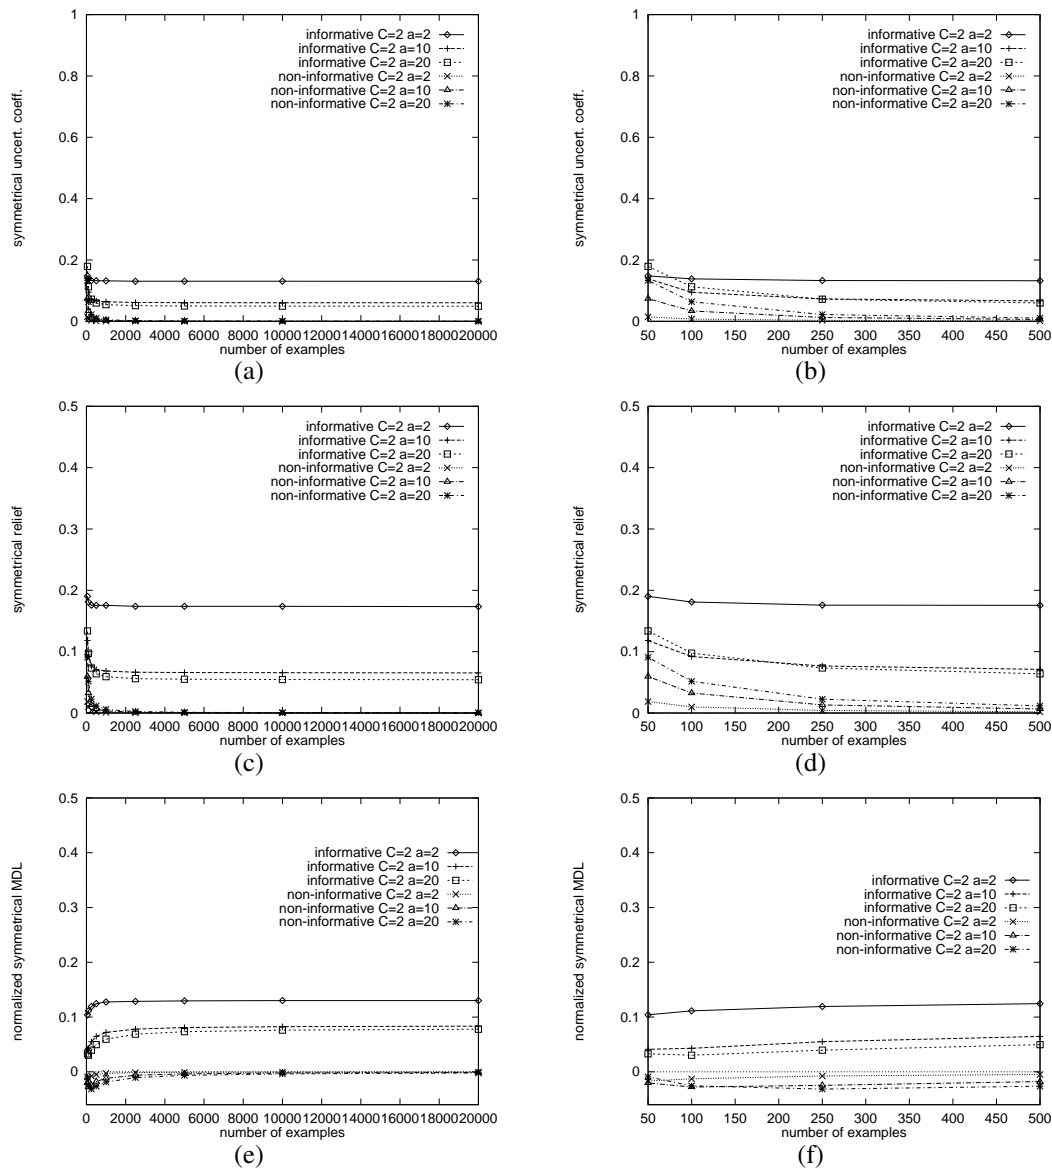 1
0.8
0.6
0.4
0.2
0
symmetrical uncert. coeff.
informative C=2 a=2
informative C=2 a=10
informative C=2 a=20
non-informative C=2 a=2
non-informative C=2 a=10
non-informative C=2 a=20
0 2000 4000 6000 8000 10000 12000 14000 16000 18000 20000
number of examples
(a)
1
0.8
0.6
0.4
0.2
0
symmetrical uncert. coeff.
informative C=2 a=2
informative C=2 a=10
informative C=2 a=20
non-informative C=2 a=2
non-informative C=2 a=10
non-informative C=2 a=20
50 100 150 200 250 300 350 400 450 500
number of examples
(b)
0.5
0.4
0.3
0.2
0.1
0
symmetrical relief
informative C=2 a=2
informative C=2 a=10
informative C=2 a=20
non-informative C=2 a=2
non-informative C=2 a=10
non-informative C=2 a=20
0 2000 4000 6000 8000 10000 12000 14000 16000 18000 20000
number of examples
(c)
0.5
0.4
0.3
0.2
0.1
0
symmetrical relief
informative C=2 a=2
informative C=2 a=10
informative C=2 a=20
non-informative C=2 a=2
non-informative C=2 a=10
non-informative C=2 a=20
50 100 150 200 250 300 350 400 450 500
number of examples
(d)
0.5
0.4
0.3
0.2
0.1
0
normalized symmetrical MDL
informative C=2 a=2
informative C=2 a=10
informative C=2 a=20
non-informative C=2 a=2
non-informative C=2 a=10
non-informative C=2 a=20
0 2000 4000 6000 8000 10000 12000 14000 16000 18000 20000
number of examples
(e)
0.5
0.4
0.3
0.2
0.1
0
normalized symmetrical MDL
informative C=2 a=2
informative C=2 a=10
informative C=2 a=20
non-informative C=2 a=2
non-informative C=2 a=10
non-informative C=2 a=20
50 100 150 200 250 300 350 400 450 500
number of examples
(f)